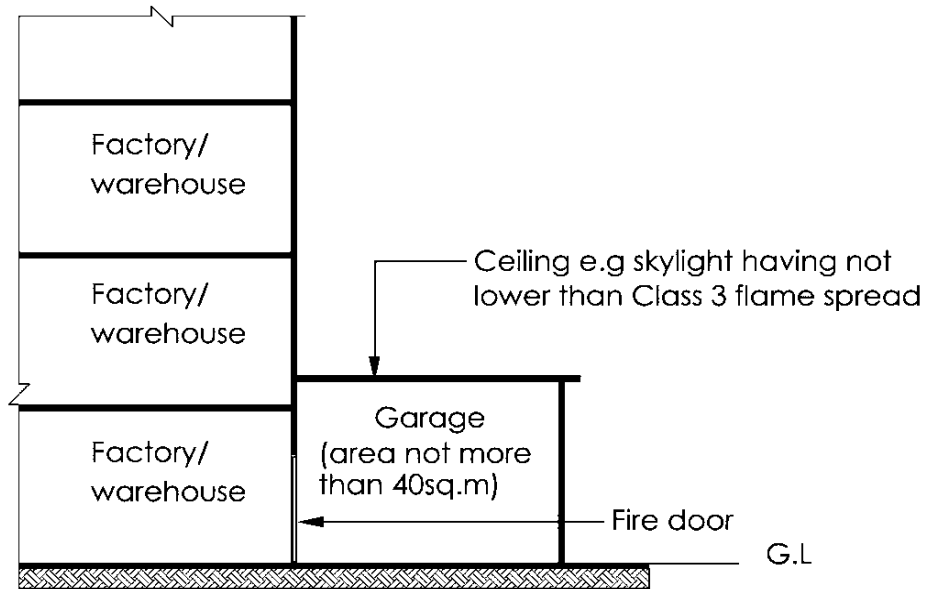 Factory/
warehouse
Factory/
warehouse
Ceiling e.g skylight having not
lower than Class 3 flame spread
Garage
(area not more
than 40sq.m)
Factory/
warehouse
Fire door
G.L